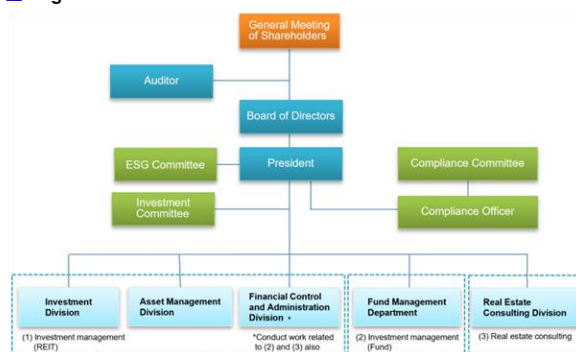 General Meeting
of Shareholders
Auditor
Board of Directors
ESG Committee
President
Compliance Committee
Investment
Committee
Compliance Officer
Investment
Division
Asset Management
Division
Financial Control
and Administration
Division *
Fund Management
Department
Real Estate
Consulting Division
(1) Investment management
(REIT)
*Conduct work related
to (2) and (3) also
(2) Investment management
(Fund)
(3) Real estate consulting